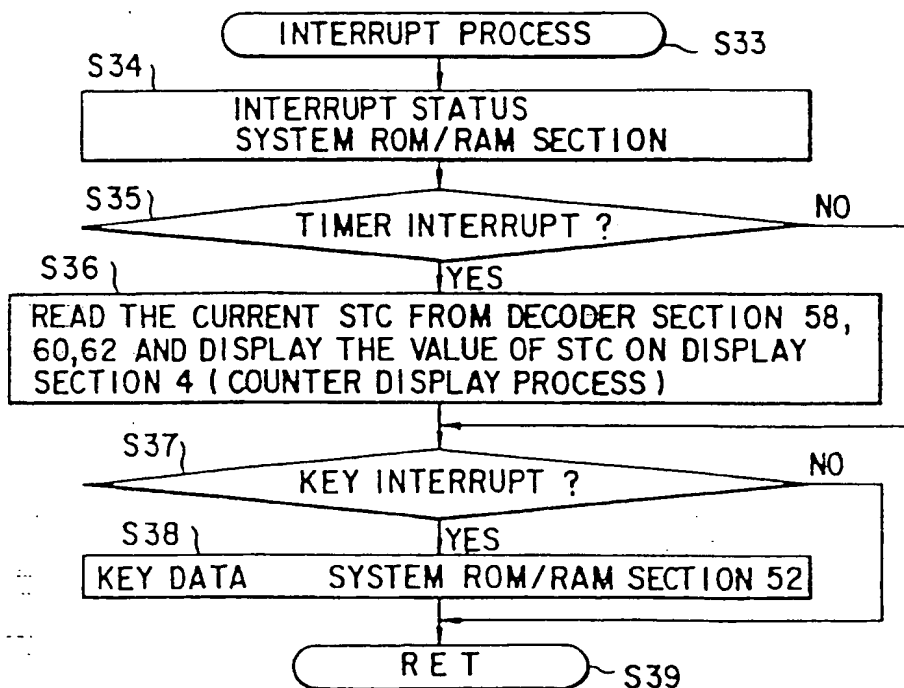 INTERRUPT PROCESS
S33
S34
INTERRUPT STATUS
SYSTEM ROM/RAM SECTION
S35
TIMER INTERRUPT ?
NO
YES
S36
READ THE CURRENT STC FROM DECODER SECTION 58,
60,62 AND DISPLAY THE VALUE OF STC ON DISPLAY
SECTION 4 (COUNTER DISPLAY PROCESS)
S37
KEY INTERRUPT ?
NO
YES
S38
KEY DATA SYSTEM ROM/RAM SECTION 52
RET
S39